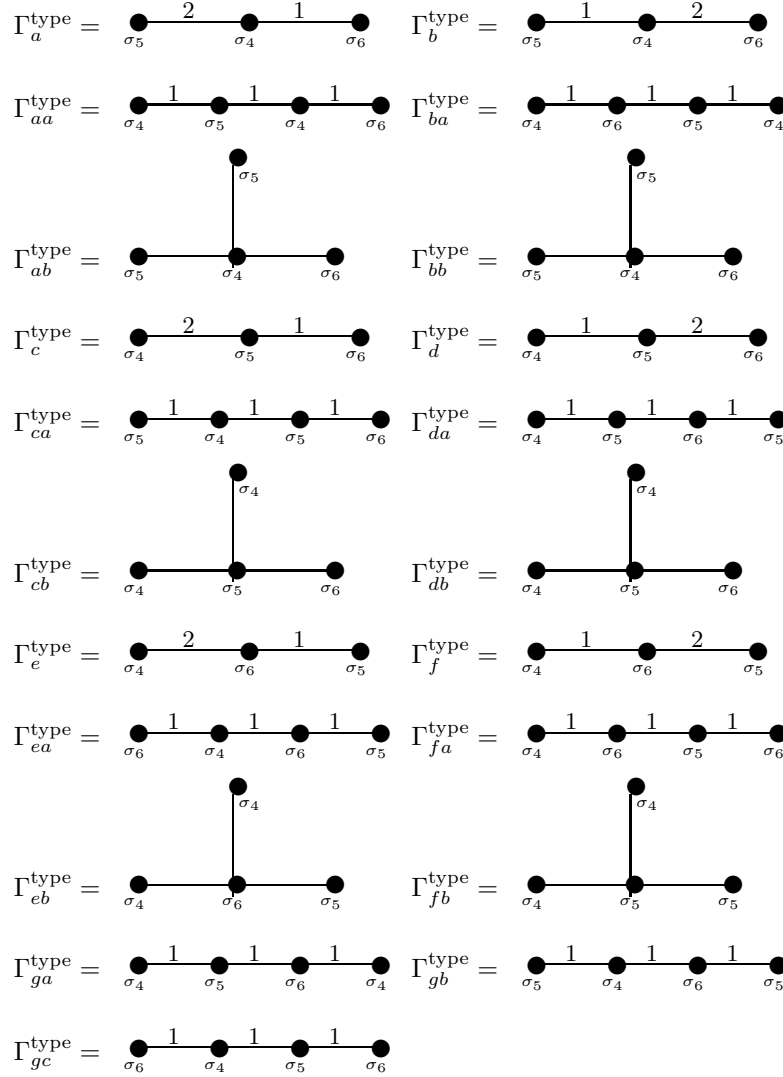 Γ_a^type = 2 1 Γ_b^type = 1 2
σ5 σ4 σ6 σ5 σ4 σ6
Γ_aa^type = 1 1 1 Γ_ba^type = 1 1 1
σ4 σ5 σ4 σ6 σ4 σ6 σ5 σ4
σ5 σ5
Γ_ab^type = Γ_bb^type =
σ5 σ4 σ6 σ5 σ4 σ6
Γ_c^type = 2 1 Γ_d^type = 1 2
σ4 σ5 σ6 σ4 σ5 σ6
Γ_ca^type = 1 1 1 Γ_da^type = 1 1 1
σ5 σ4 σ5 σ6 σ4 σ5 σ6 σ5
σ4 σ4
Γ_cb^type = Γ_db^type =
σ4 σ5 σ6 σ4 σ5 σ6
Γ_e^type = 2 1 Γ_f^type = 1 2
σ4 σ6 σ5 σ4 σ6 σ5
Γ_ea^type = 1 1 1 Γ_fa^type = 1 1 1
σ6 σ4 σ6 σ5 σ4 σ6 σ5 σ6
σ4 σ4
Γ_eb^type = Γ_fb^type =
σ4 σ6 σ5 σ4 σ5 σ5
Γ_ga^type = 1 1 1 Γ_gb^type = 1 1 1
σ4 σ5 σ6 σ4 σ5 σ4 σ6 σ5
Γ_gc^type = 1 1 1
σ6 σ4 σ5 σ6